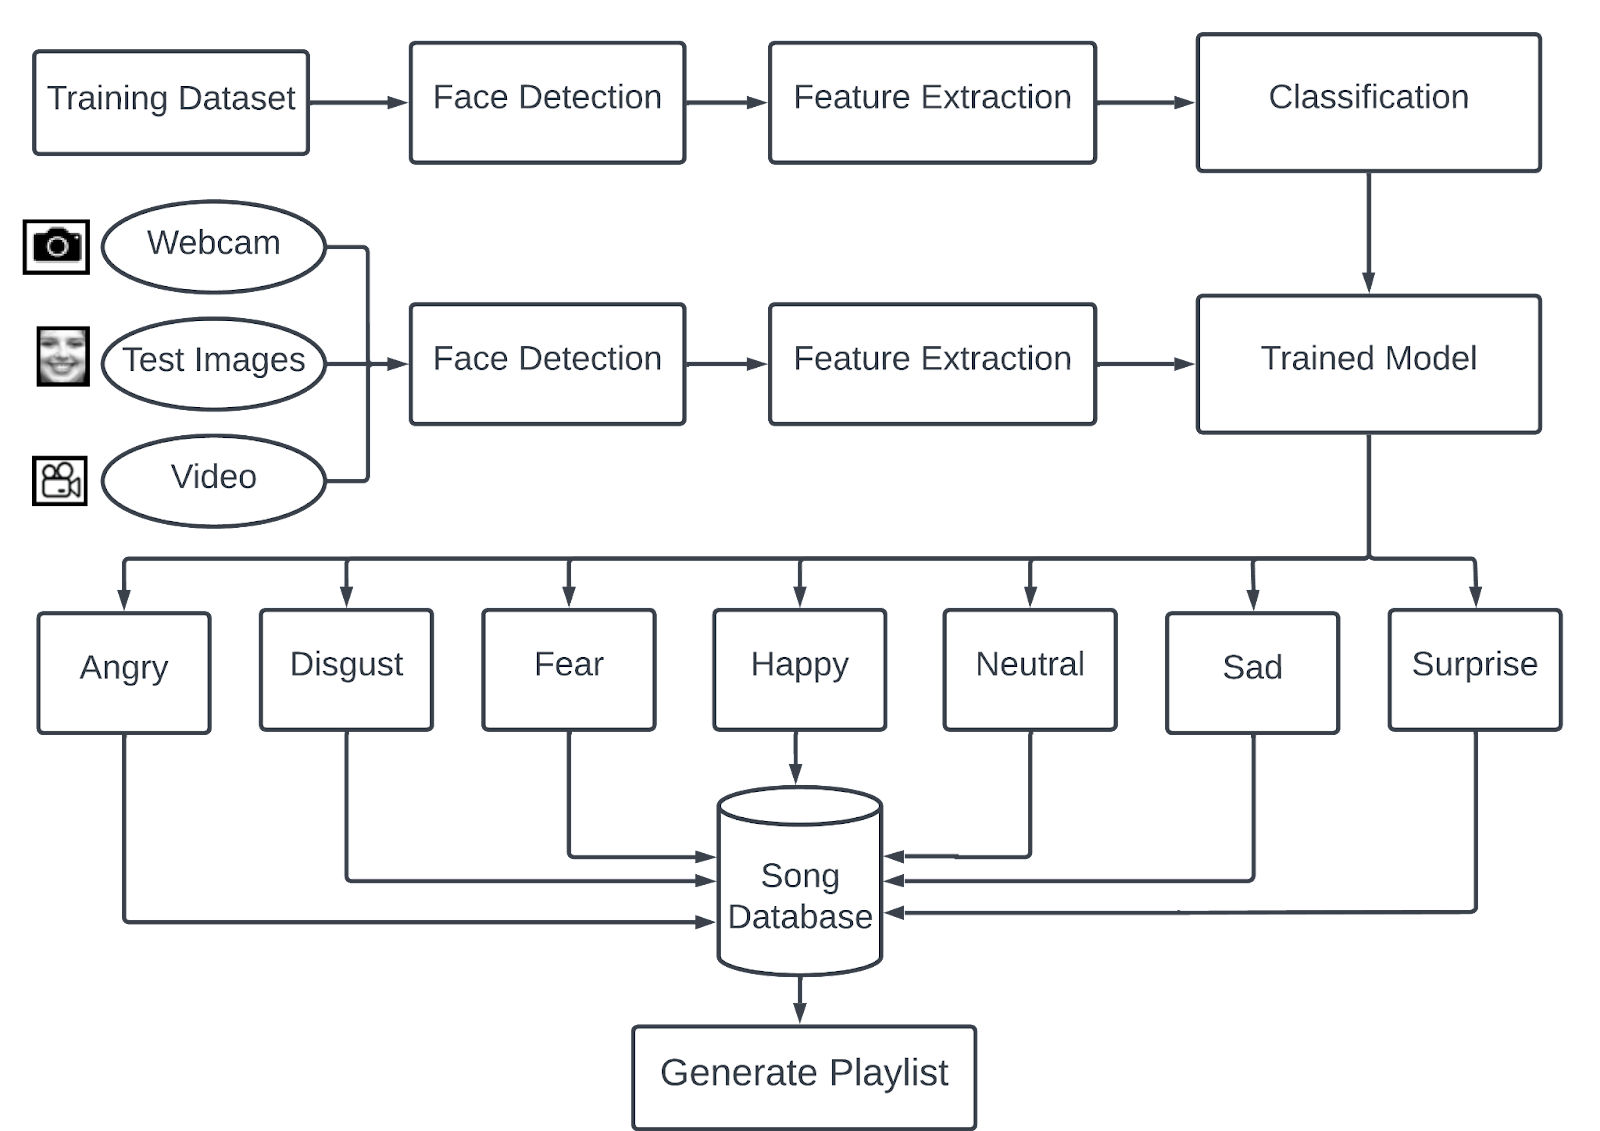 Training Dataset
Face Detection
Feature Extraction
Classification
Webcam
Test Images
Face Detection
Feature Extraction
Trained Model
Video
Angry
Disgust
Fear
Happy
Neutral
Sad
Surprise
Song
Database
Generate Playlist